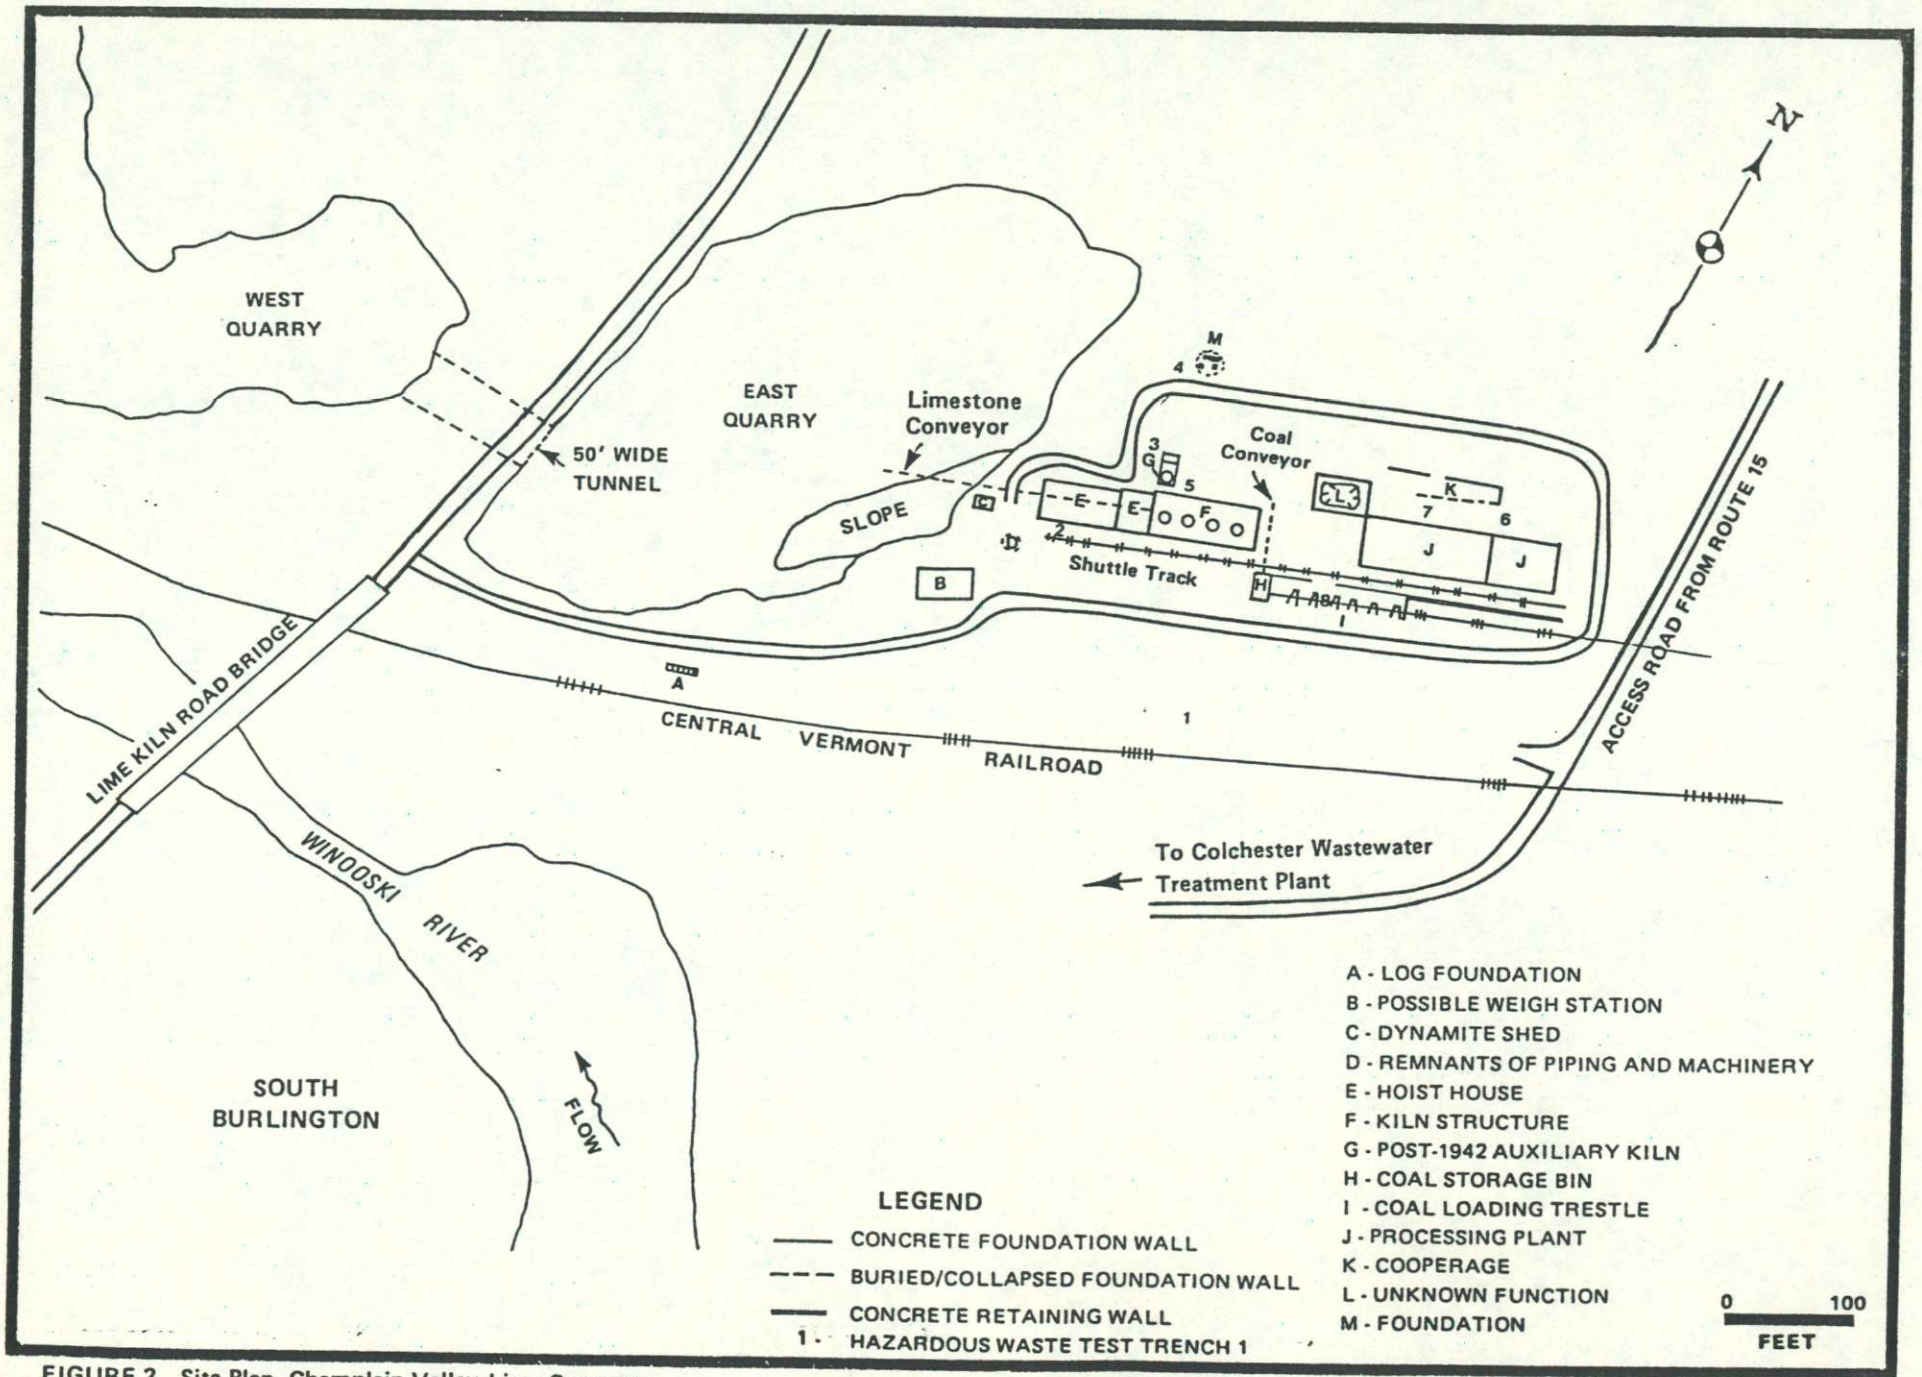 N
WEST
QUARRY
EAST
QUARRY
50' WIDE
TUNNEL
Limestone
Conveyor
SLOPE
M
4
3
G
5
Coal
Conveyor
C
E
E
F
L
K
7
6
J
J
2
Shuttle Track
D
B
H
8
I
A
LIME KILN ROAD BRIDGE
CENTRAL VERMONT RAILROAD
1
ACCESS ROAD FROM ROUTE 15
To Colchester Wastewater
Treatment Plant
WINOOSKI RIVER
FLOW
SOUTH
BURLINGTON
A - LOG FOUNDATION
B - POSSIBLE WEIGH STATION
C - DYNAMITE SHED
D - REMNANTS OF PIPING AND MACHINERY
E - HOIST HOUSE
F - KILN STRUCTURE
G - POST-1942 AUXILIARY KILN
H - COAL STORAGE BIN
I - COAL LOADING TRESTLE
J - PROCESSING PLANT
K - COOPERAGE
L - UNKNOWN FUNCTION
M - FOUNDATION
LEGEND
CONCRETE FOUNDATION WALL
BURIED/COLLAPSED FOUNDATION WALL
CONCRETE RETAINING WALL
1 - HAZARDOUS WASTE TEST TRENCH 1
0 100
FEET
FIGURE 2. Site Plan, Champlain Valley Lime